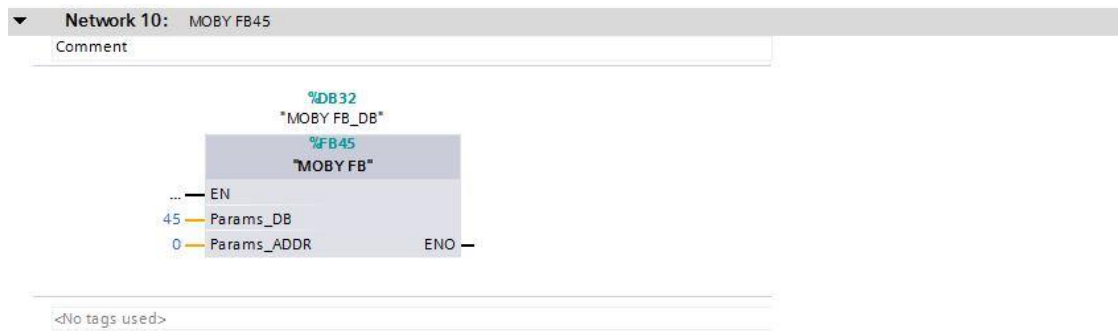 Network 10: MOBY FB45
Comment
%DB32
"MOBY FB_DB"
%FB45
"MOBY FB"
... EN
45 Params_DB
0 Params_ADDR ENO
<No tags used>